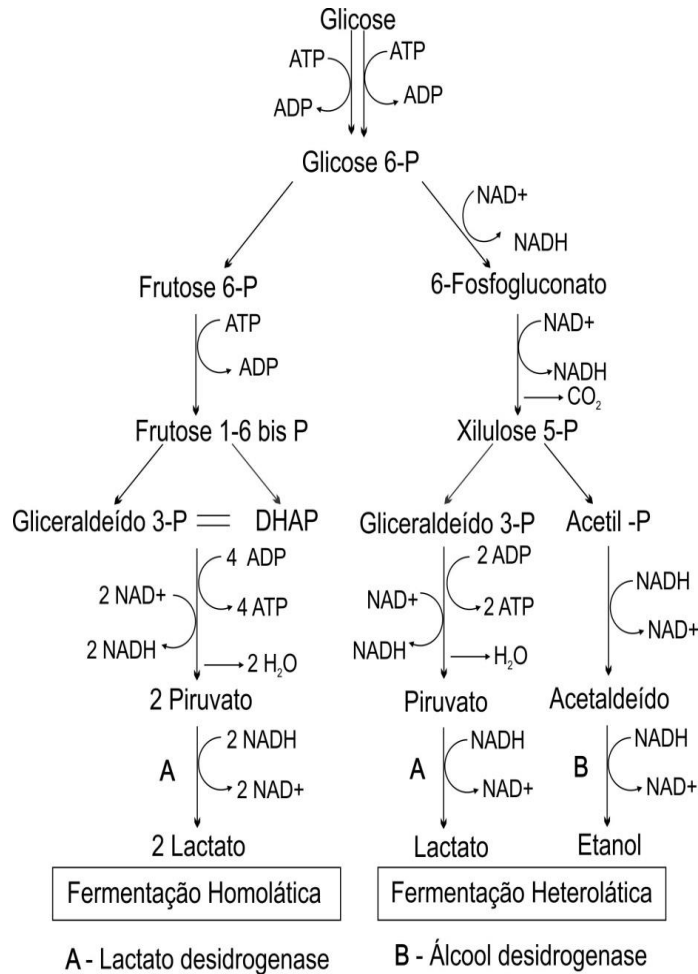 Glicose
ATP ATP
ADP ADP
Glicose 6-P
NAD+
NADH
Frutose 6-P 6-Fosfogluconato
ATP NAD+
ADP NADH
CO₂
Frutose 1-6 bis P Xilulose 5-P
Gliceraldeído 3-P DHAP Gliceraldeído 3-P Acetil -P
4 ADP 2 ADP NADH
2 NAD+ NAD+
4 ATP 2 ATP NAD+
2 NADH NADH
2 H₂O H₂O
2 Piruvato Piruvato Acetaldeído
2 NADH NADH NADH
A A B
2 NAD+ NAD+ NAD+
2 Lactato Lactato Etanol
Fermentação Homolática Fermentação Heterolática
A - Lactato desidrogenase B - Álcool desidrogenase